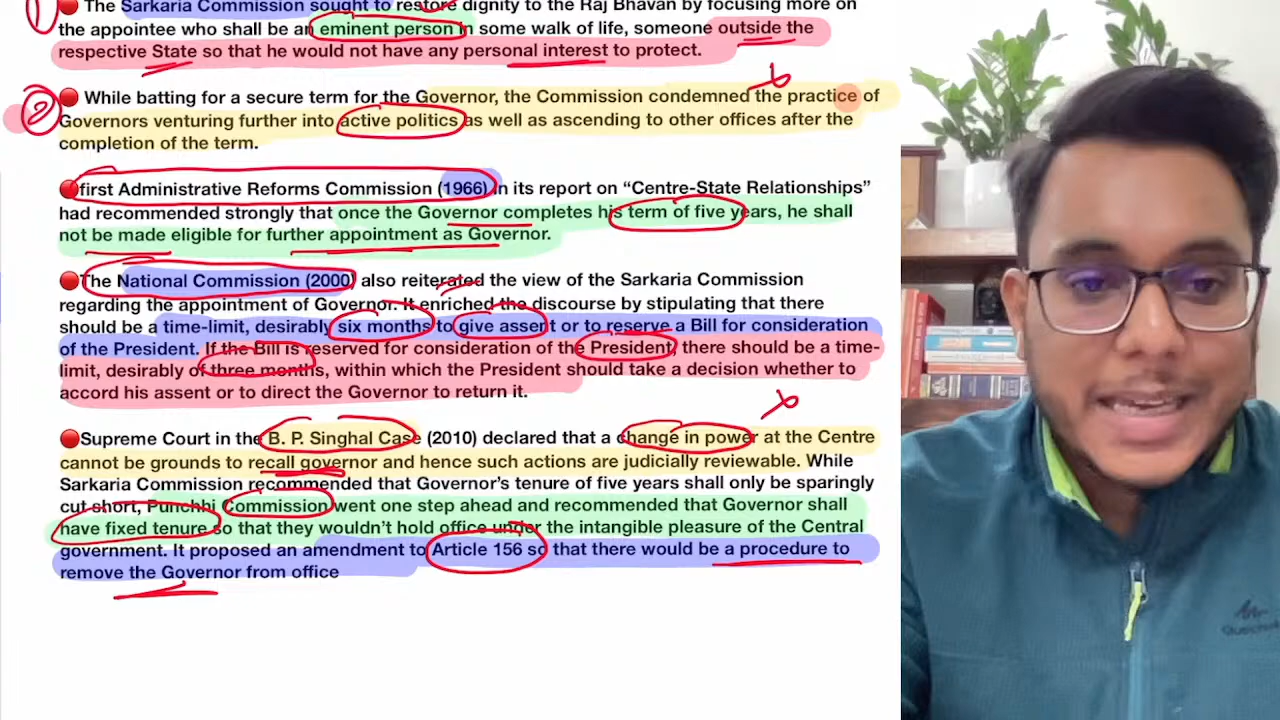 1
The Sarkaria Commission sought to restore dignity to the Raj Bhavan by focusing more on
the appointee who shall be an eminent person in some walk of life, someone outside the
respective State so that he would not have any personal interest to protect.
2
While batting for a secure term for the Governor, the Commission condemned the practice of
Governors venturing further into active politics as well as ascending to other offices after the
completion of the term.
first Administrative Reforms Commission (1966) in its report on “Centre-State Relationships”
had recommended strongly that once the Governor completes his term of five years, he shall
not be made eligible for further appointment as Governor.
The National Commission (2000) also reiterated the view of the Sarkaria Commission
regarding the appointment of Governor. It enriched the discourse by stipulating that there
should be a time-limit, desirably six months to give assent or to reserve a Bill for consideration
of the President. If the Bill is reserved for consideration of the President, there should be a time-
limit, desirably of three months, within which the President should take a decision whether to
accord his assent or to direct the Governor to return it.
Supreme Court in the B. P. Singhal Case (2010) declared that a change in power at the Centre
cannot be grounds to recall governor and hence such actions are judicially reviewable. While
Sarkaria Commission recommended that Governor’s tenure of five years shall only be sparingly
cut short, Punchhi Commission went one step ahead and recommended that Governor shall
have fixed tenure so that they wouldn’t hold office under the intangible pleasure of the Central
government. It proposed an amendment to Article 156 so that there would be a procedure to
remove the Governor from office